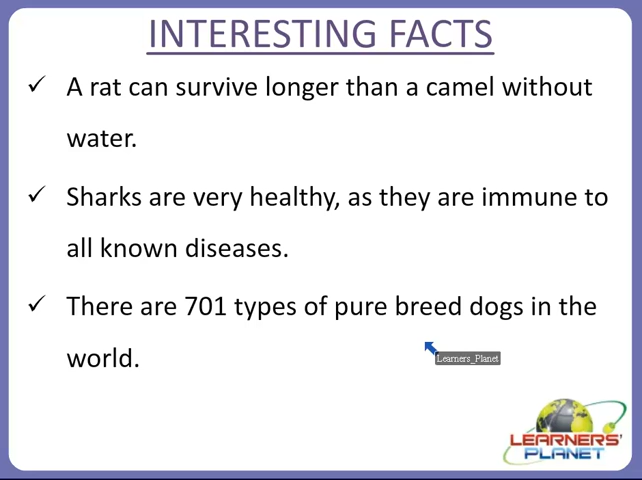 INTERESTING FACTS
✓ A rat can survive longer than a camel without
water.
✓ Sharks are very healthy, as they are immune to
all known diseases.
✓ There are 701 types of pure breed dogs in the
world.
Learners_Planet
LEARNERS'
PLANET